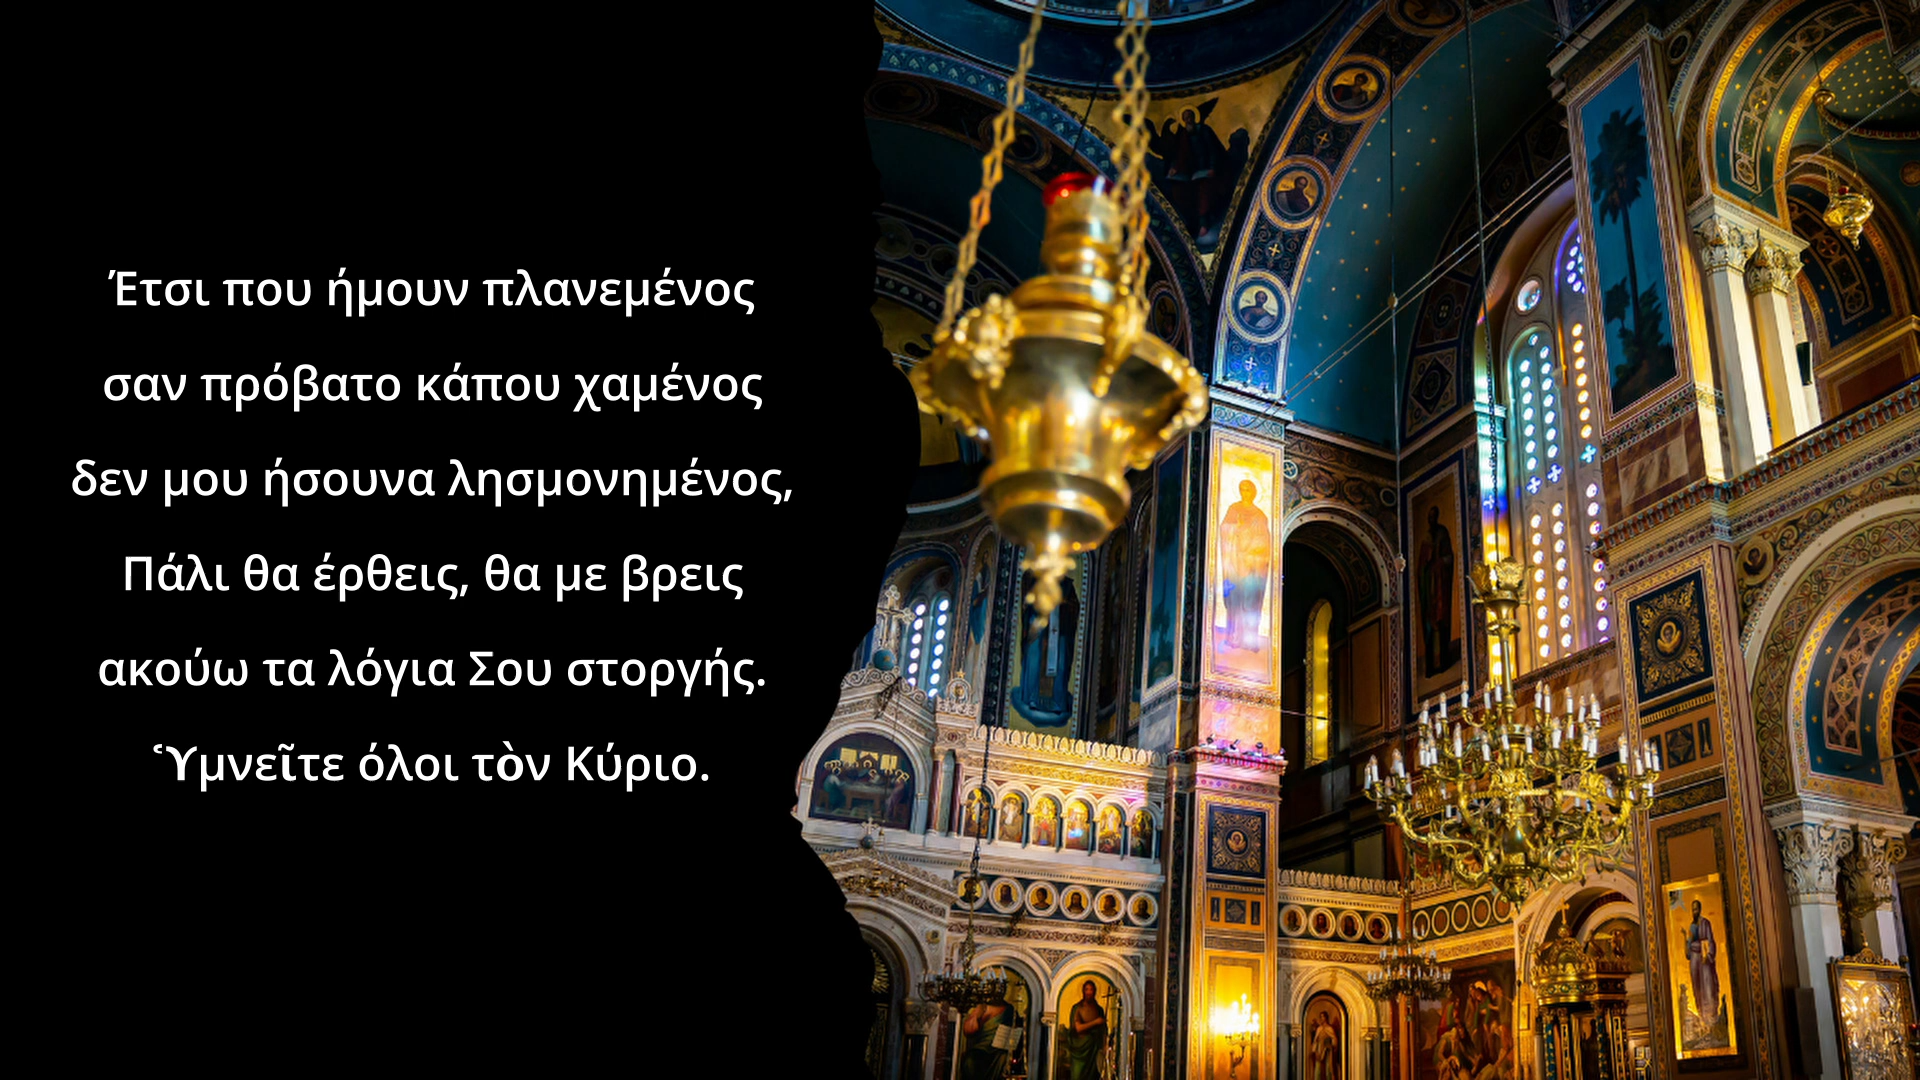 Έτσι που ήμουν πλανεμένος
σαν πρόβατο κάπου χαμένος
δεν μου ήσουνα λησμονημένος,
Πάλι θα έρθεις, θα με βρεις
ακούω τα λόγια Σου στοργής.
Ὑμνεῖτε όλοι τὸν Κύριο.